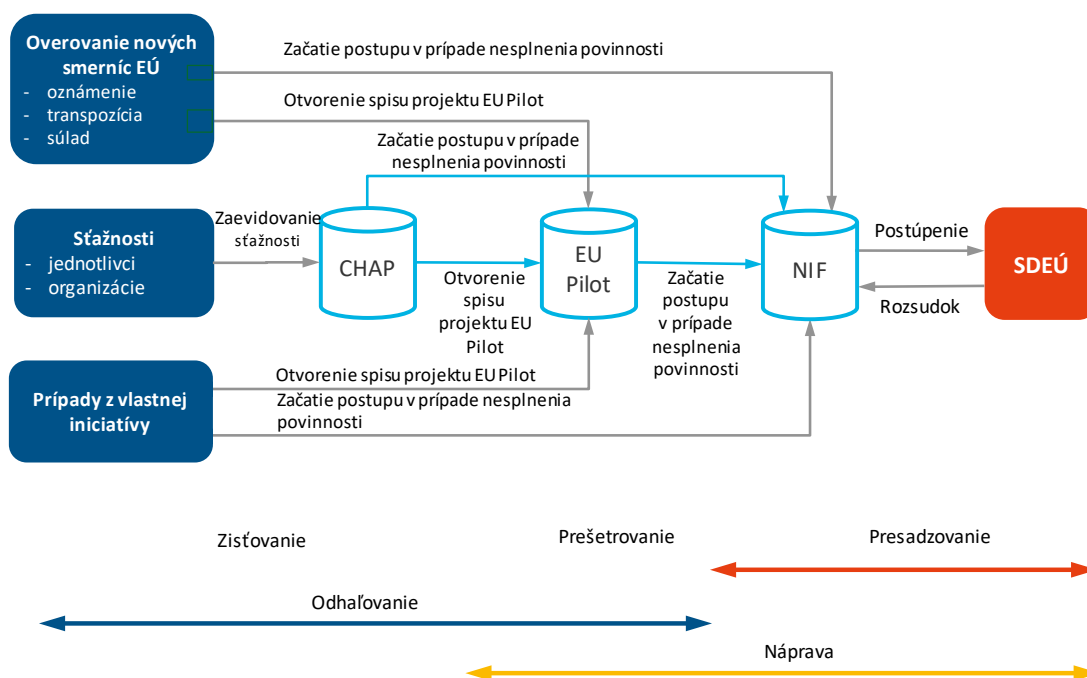 Overovanie nových
smerníc EÚ
- oznámenie
- transpozícia
- súlad
Začatie postupu v prípade nesplnenia povinnosti
Otvorenie spisu projektu EU Pilot
Začatie postupu v prípade
nesplnenia povinnosti
Sťažnosti
- jednotlivci
- organizácie
Zaevidovanie
sťažnosti
CHAP
Otvorenie
spisu
projektu EU
Pilot
EU
Pilot
Začatie
postupu
v prípade
nesplnenia
povinnosti
NIF
Postúpenie
Rozsudok
SDEÚ
Prípady z vlastnej
iniciatívy
Otvorenie spisu projektu EU Pilot
Začatie postupu v prípade nesplnenia
povinnosti
Zisťovanie
Prešetrovanie
Presadzovanie
Odhaľovanie
Náprava